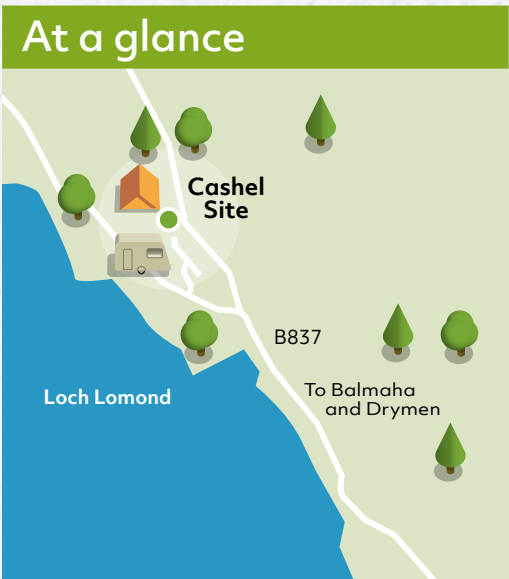 At a glance
Cashel
Site
B837
To Balmaha
and Drymen
Loch Lomond